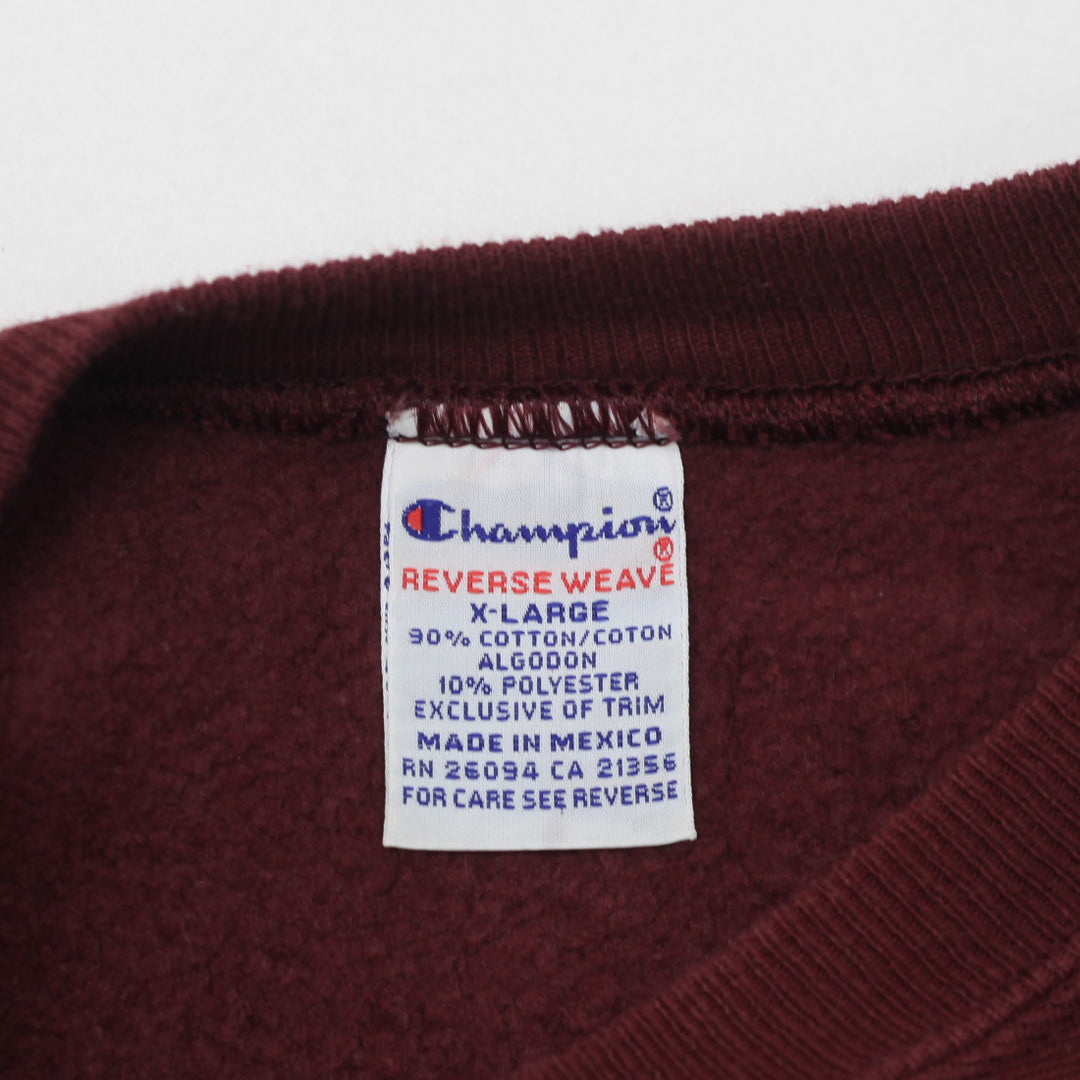 Champion®
®
REVERSE WEAVE
X-LARGE
90% COTTON/COTON
ALGODON
10% POLYESTER
EXCLUSIVE OF TRIM
MADE IN MEXICO
RN 26094 CA 21356
FOR CARE SEE REVERSE